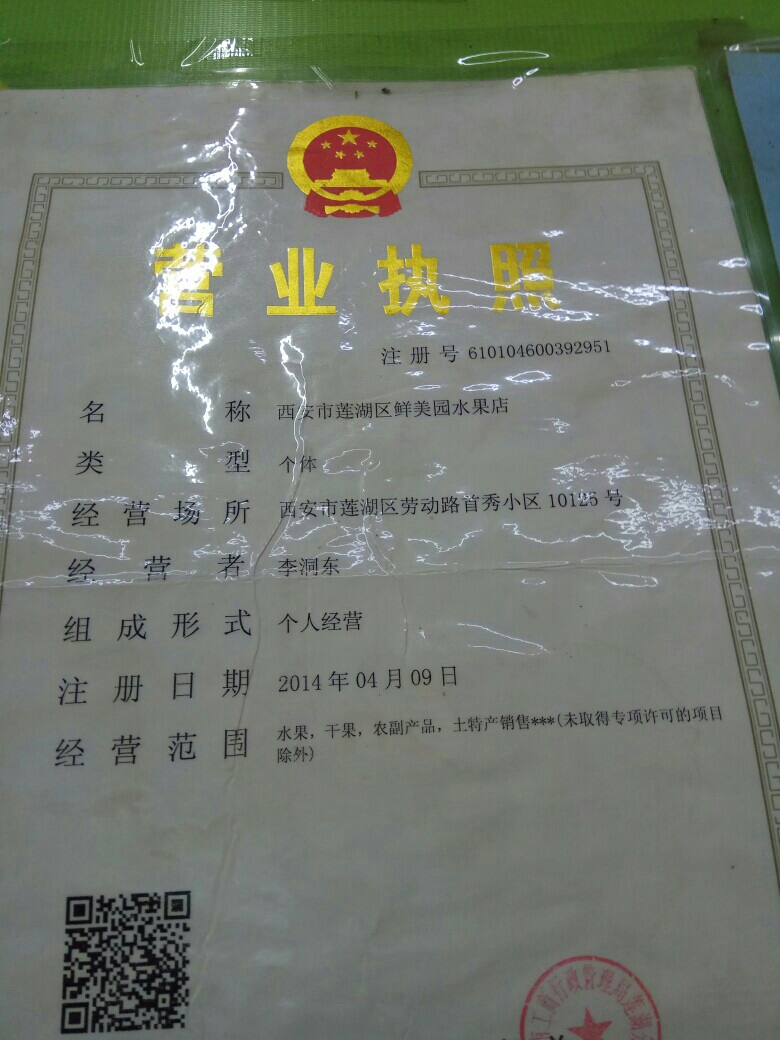 营业执照
注册号 610104600392951
名称 西安市莲湖区鲜美园水果店
类型 个体
经营场所 西安市莲湖区劳动路首秀小区 10125 号
经营者 李洞东
组成形式 个人经营
注册日期 2014 年 04 月 09 日
经营范围 水果，干果，农副产品，土特产销售***(未取得专项许可的项目
除外)
工商行政管理局莲湖